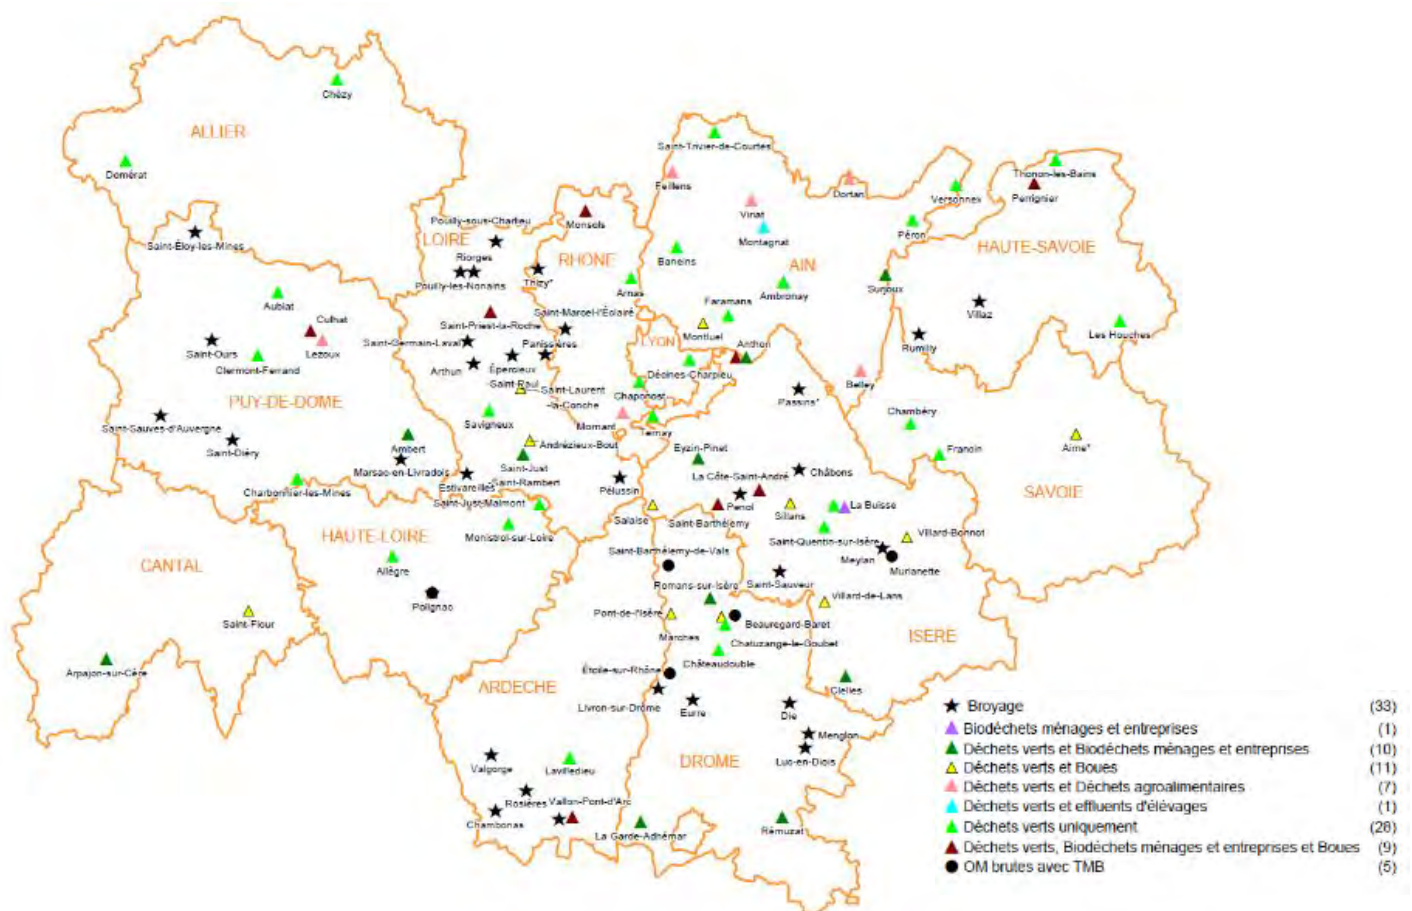 Chézy
ALLIER
Domérat
Saint-Éloy-les-Mines
Saint-Trivier-de-Courtes
Feillens
Dortan
Viriat
Montagnat
Versonnex
Thonon-les-Bains
Perrignier
Péron
HAUTE-SAVOIE
Pouilly-sous-Charlieu
Monsols
LOIRE
Riorges
RHONE
Pouilly-les-Nonains
Thizy*
Baneins
AIN
Arnas
Ambronay
Surjoux
Villaz
Les Houches
Rumilly
Aubiat
Culhat
Lezoux
Saint-Ours
Clermont-Ferrand
PUY-DE-DOME
Saint-Marcel-l'Éclairé
Faramans
Saint-Priest-la-Roche
Montluel
Anthon
Saint-Germain-Laval
Panissières
LYON
Arthun
Épercieux
Saint-Paul
Saint-Laurent
-la-Conche
Décines-Charpieu
Chaponost
Belley
Passins*
Mornant
Ternay
Savigneux
Chambéry
Francin
Aime*
SAVOIE
Saint-Sauves-d'Auvergne
Saint-Diéry
Ambert
Marsac-en-Livradois
Charbonnier-les-Mines
Andrézieux-Bout
Saint-Just
Saint-Rambert
Estivareilles
Eyzin-Pinet
La Côte-Saint-André
Châbons
Pélussin
Penol
Saint-Just-Malmont
Salaise
Saint-Barthélemy
Sillans
La Buisse
Monistrol-sur-Loire
HAUTE-LOIRE
Saint-Quentin-sur-Isère
Villard-Bonnot
Meylan
Murianette
CANTAL
Allègre
Polignac
Saint-Flour
Arpajon-sur-Cère
Saint-Barthélemy-de-Vals
Romans-sur-Isère
Saint-Sauveur
Villard-de-Lans
Pont-de-l'Isère
Beauregard-Baret
ISERE
Marches
Chatuzange-le-Goubet
Châteaudouble
Étoile-sur-Rhône
Clelles
ARDECHE
Livron-sur-Drome
Eurre
Die
Menglon
Luc-en-Diois
DROME
Valgorge
Lavilledieu
Rosières
Vallon-Pont-d'Arc
Chambonas
La Garde-Adhémar
Rémuzat
Broyage (33)
Biodéchets ménages et entreprises (1)
Déchets verts et Biodéchets ménages et entreprises (10)
Déchets verts et Boues (11)
Déchets verts et Déchets agroalimentaires (7)
Déchets verts et effluents d'élévages (1)
Déchets verts uniquement (28)
Déchets verts, Biodéchets ménages et entreprises et Boues (9)
OM brutes avec TMB (5)